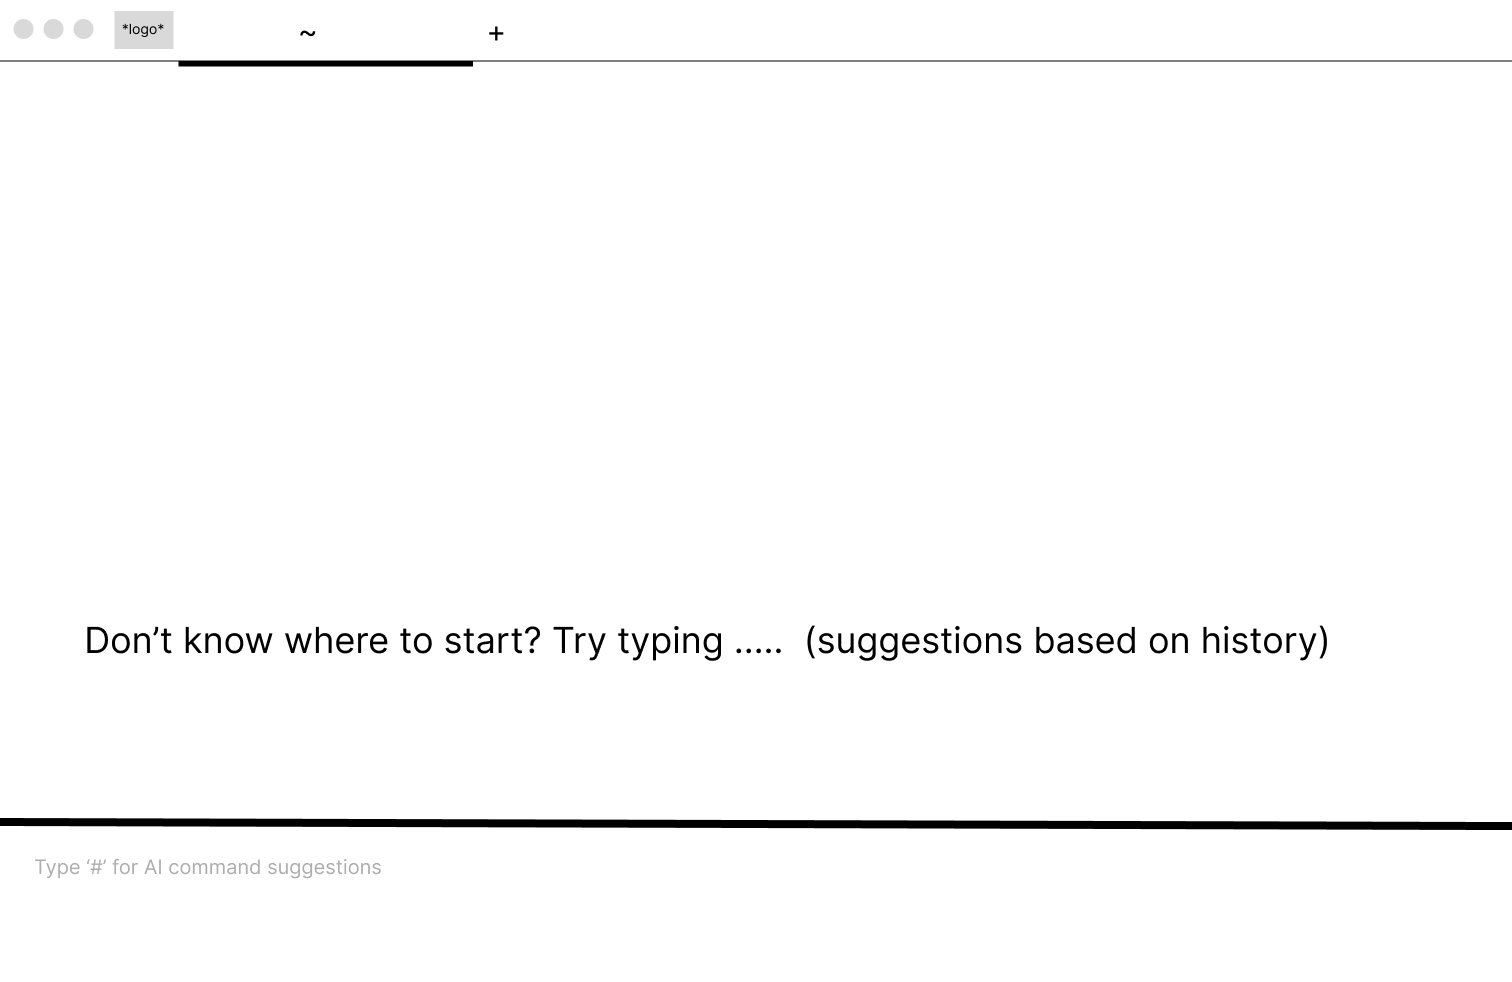 *logo* ~ +
Don’t know where to start? Try typing ..... (suggestions based on history)
Type ‘#’ for AI command suggestions